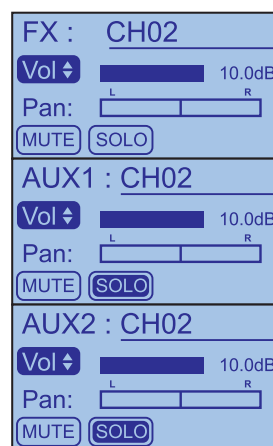 FX : CH02
Vol 10.0dB
L R
Pan:
MUTE SOLO
AUX1 : CH02
Vol 10.0dB
L R
Pan:
MUTE SOLO
AUX2 : CH02
Vol 10.0dB
L R
Pan:
MUTE SOLO